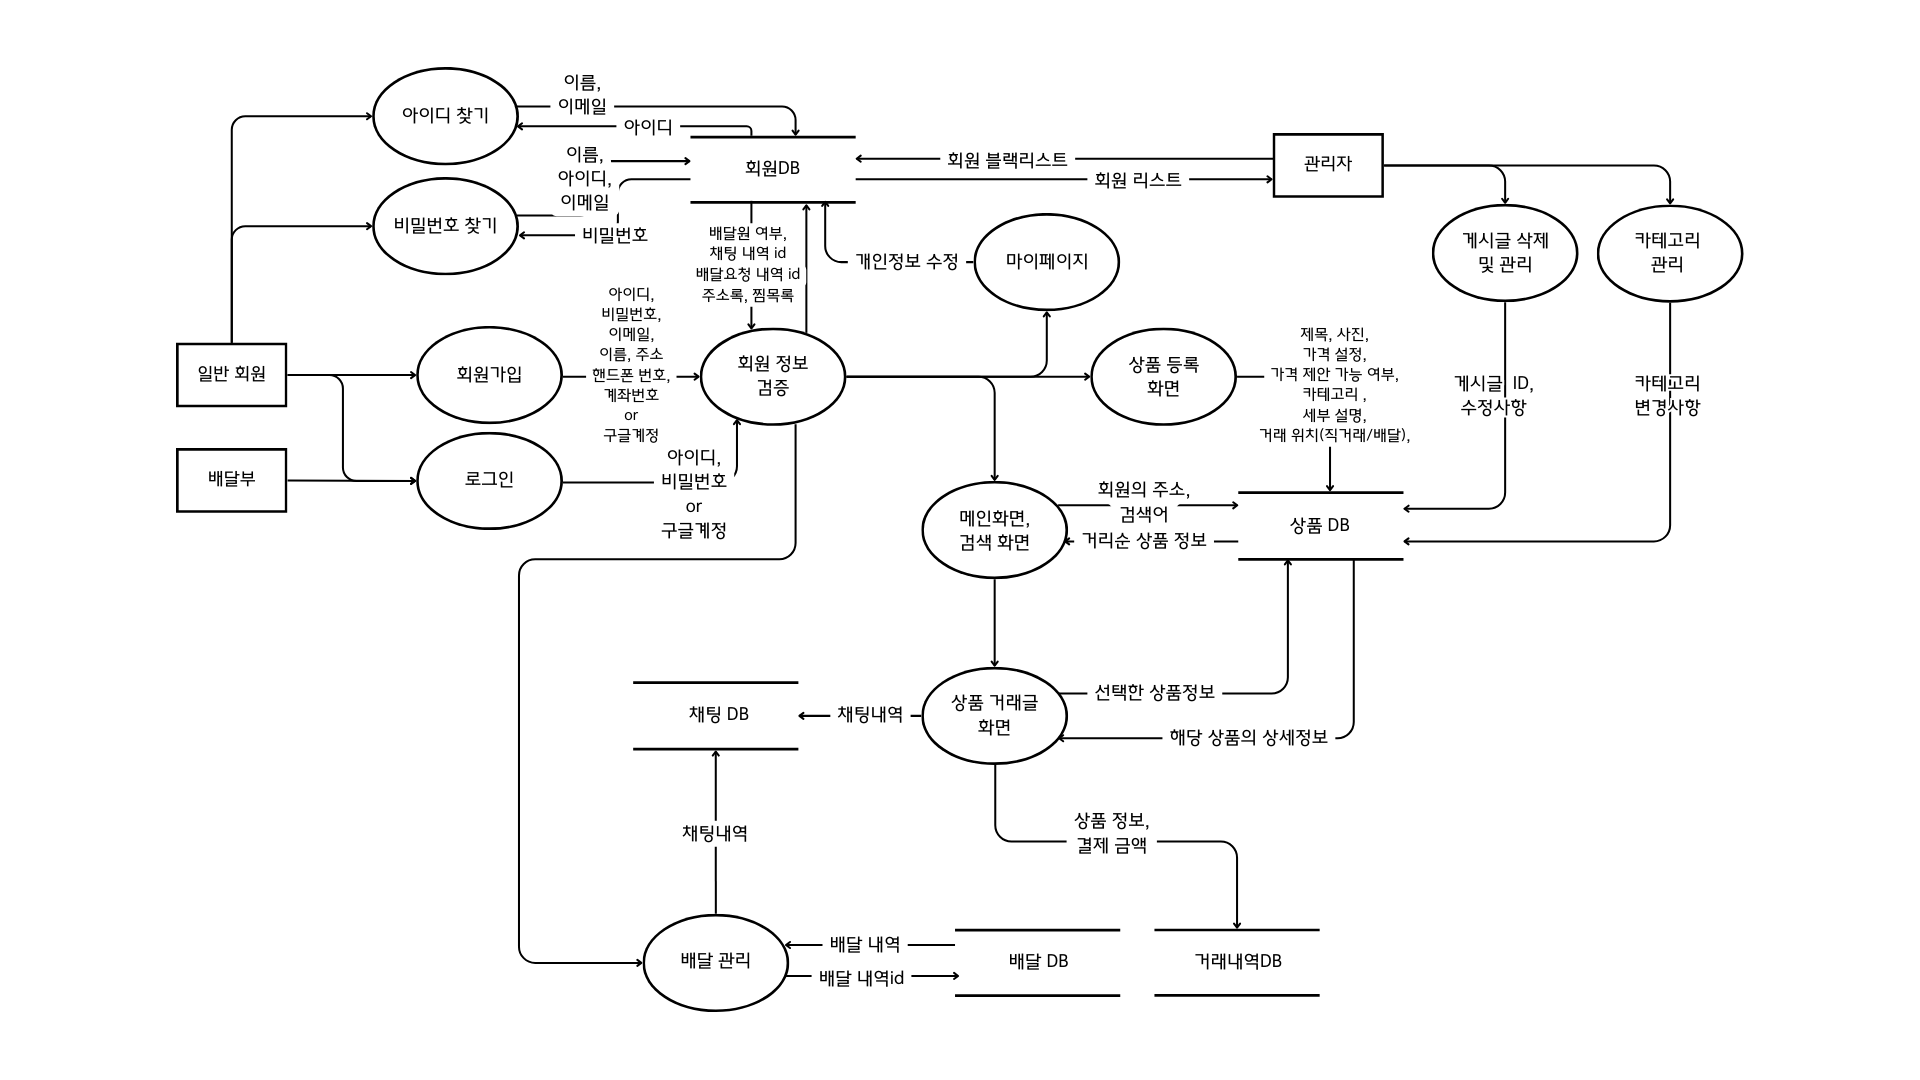 이름,
이메일
아이디 찾기
아이디
이름,
아이디,
이메일
회원DB
회원 블랙리스트
회원 리스트
관리자
비밀번호 찾기
비밀번호
배달원 여부,
채팅 내역 id
배달요청 내역 id
주소록, 찜목록
개인정보 수정
마이페이지
게시글 삭제
및 관리
카테고리
관리
일반 회원
회원가입
아이디,
비밀번호,
이메일,
이름, 주소
핸드폰 번호,
계좌번호
or
구글계정
회원 정보
검증
상품 등록
화면
제목, 사진,
가격 설정,
가격 제안 가능 여부,
카테고리 ,
세부 설명,
거래 위치(직거래/배달),
게시글 ID,
수정사항
카테고리
변경사항
배달부
로그인
아이디,
비밀번호
or
구글계정
메인화면,
검색 화면
회원의 주소,
검색어
거리순 상품 정보
상품 DB
채팅 DB
채팅내역
상품 거래글
화면
선택한 상품정보
해당 상품의 상세정보
채팅내역
상품 정보,
결제 금액
배달 관리
배달 내역
배달 내역id
배달 DB
거래내역DB